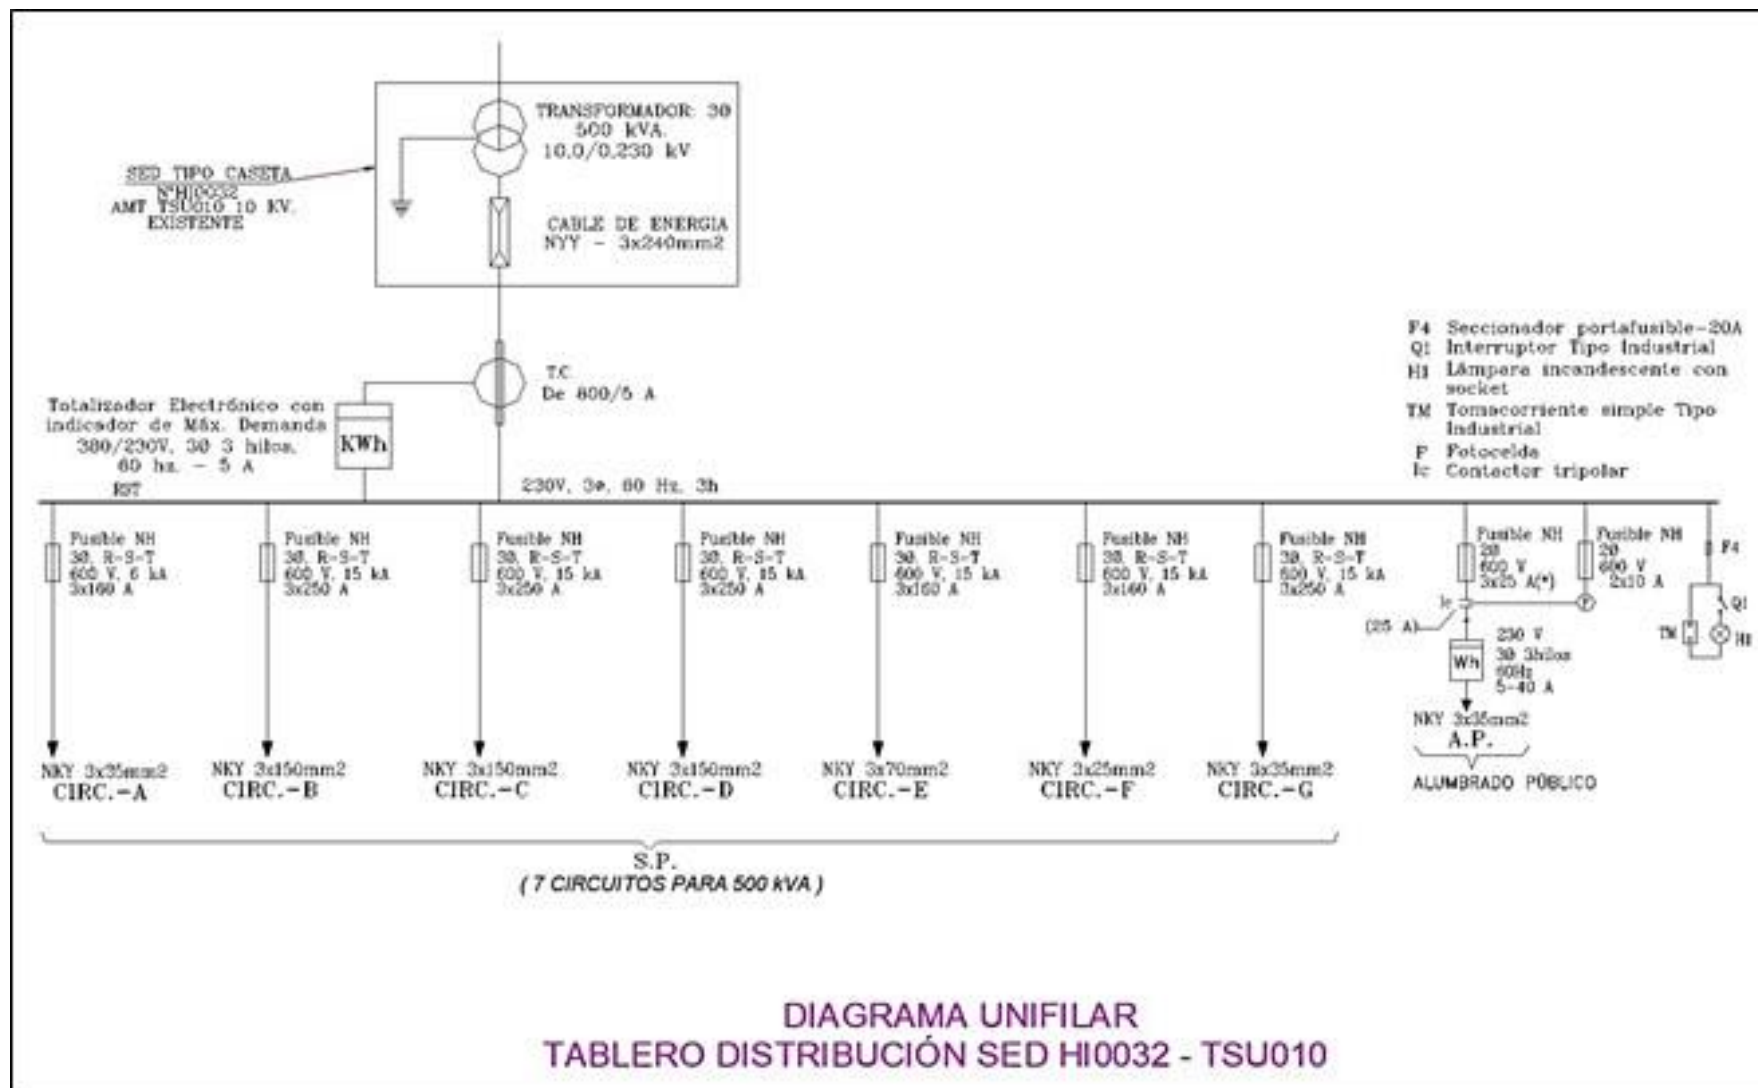 TRANSFORMADOR: 30
500 kVA.
10.0/0.230 kV
SED TIPO CASETA
N°HI0032
AMT TSU010 10 KV.
EXISTENTE
CABLE DE ENERGIA
NYY - 3x240mm2
T.C
De 800/5 A
Totalizador Electrónico con
indicador de Máx. Demanda
380/230V, 3Ø 3 hilos,
60 hz. - 5 A
KWh
RST
230V, 3ø, 60 Hz, 3h
F4 Seccionador portafusible-20A
Q1 Interruptor Tipo Industrial
H1 Lámpara incandescente con
socket
TM Tomacorriente simple Tipo
Industrial
F Fotocelda
Ic Contactor tripolar
Fusible NH
3Ø, R-S-T
600 V, 6 kA
3x160 A
Fusible NH
3Ø, R-S-T
600 V, 15 kA
3x250 A
Fusible NH
3Ø, R-S-T
600 V, 15 kA
3x250 A
Fusible NH
3Ø, R-S-T
600 V, 15 kA
3x250 A
Fusible NH
3Ø, R-S-T
600 V, 15 kA
3x160 A
Fusible NH
3Ø, R-S-T
600 V, 15 kA
3x160 A
Fusible NH
3Ø, R-S-T
600 V, 15 kA
3x250 A
Fusible NH
2Ø
600 V
3x25 A(*)
Fusible NH
2Ø
600 V
2x10 A
F4
Ic
F
(25 A)
Q1
TM
H1
Wh
230 V
3Ø 3hilos
60Hz
5-40 A
NKY 3x35mm2
A.P.
ALUMBRADO PÚBLICO
NKY 3x35mm2
CIRC.-A
NKY 3x150mm2
CIRC.-B
NKY 3x150mm2
CIRC.-C
NKY 3x150mm2
CIRC.-D
NKY 3x70mm2
CIRC.-E
NKY 3x25mm2
CIRC.-F
NKY 3x35mm2
CIRC.-G
S.P.
( 7 CIRCUITOS PARA 500 kVA )
DIAGRAMA UNIFILAR
TABLERO DISTRIBUCIÓN SED HI0032 - TSU010